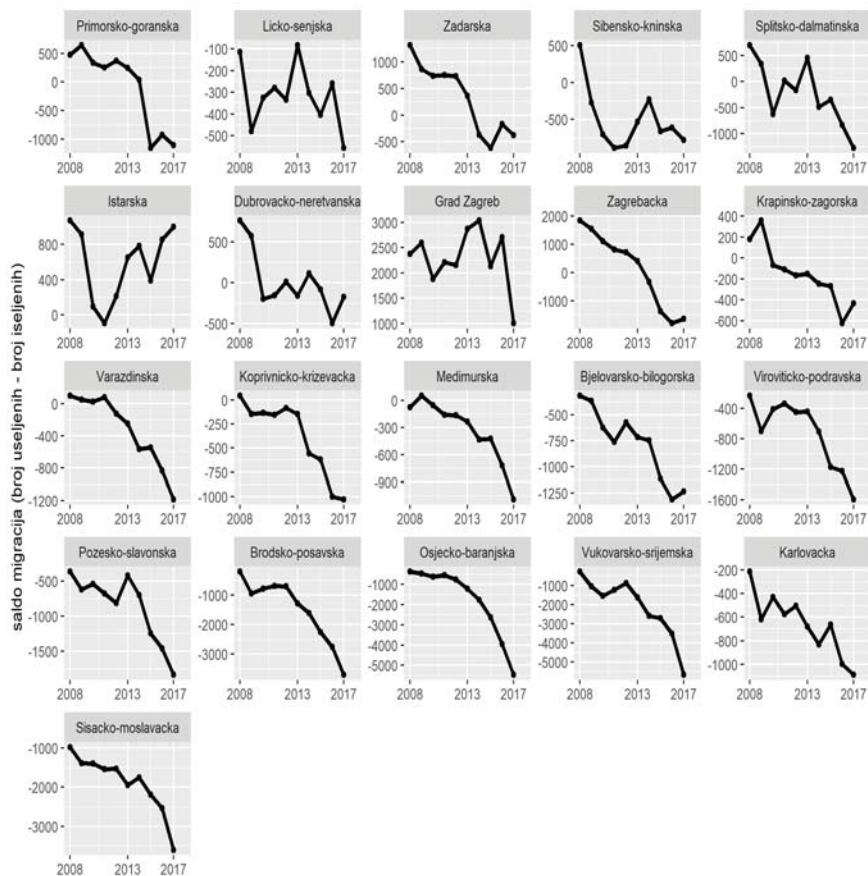 saldo migracija (broj useljenih - broj iseljenih)
Primorsko-goranska
500
0
-500
-1000
2008 2013 2017
Licko-senjska
-100
-200
-300
-400
-500
2008 2013 2017
Zadarska
1000
500
0
-500
2008 2013 2017
Sibensko-kninska
500
0
-500
2008 2013 2017
Splitsko-dalmatinska
500
0
-500
-1000
2008 2013 2017
Istarska
800
400
0
2008 2013 2017
Dubrovacko-neretvanska
500
0
-500
2008 2013 2017
Grad Zagreb
3000
2500
2000
1500
1000
2008 2013 2017
Zagrebacka
2000
1000
0
-1000
2008 2013 2017
Krapinsko-zagorska
400
200
0
-200
-400
-600
2008 2013 2017
Varazdinska
0
-400
-800
-1200
2008 2013 2017
Koprivnicko-krizevacka
0
-250
-500
-750
-1000
2008 2013 2017
Medimurska
0
-300
-600
-900
2008 2013 2017
Bjelovarsko-bilogorska
-500
-750
-1000
-1250
2008 2013 2017
Viroviticko-podravska
-400
-800
-1200
-1600
2008 2013 2017
Pozesko-slavonska
-500
-1000
-1500
2008 2013 2017
Brodsko-posavska
-1000
-2000
-3000
2008 2013 2017
Osjecko-baranjska
-1000
-2000
-3000
-4000
-5000
2008 2013 2017
Vukovarsko-srijemska
-1000
-2000
-3000
-4000
-5000
2008 2013 2017
Karlovacka
-200
-400
-600
-800
-1000
2008 2013 2017
Sisacko-moslavacka
-1000
-2000
-3000
2008 2013 2017